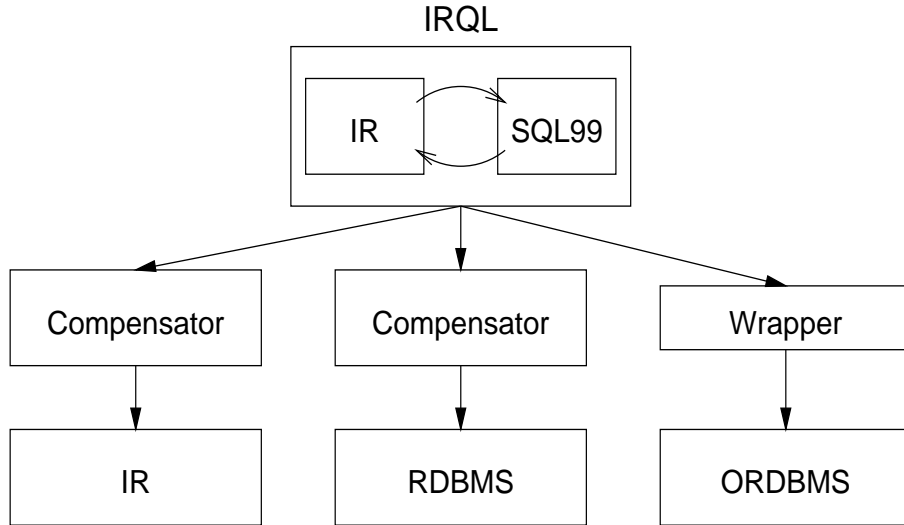 IRQL
IR
SQL99
Compensator
Compensator
Wrapper
IR
RDBMS
ORDBMS